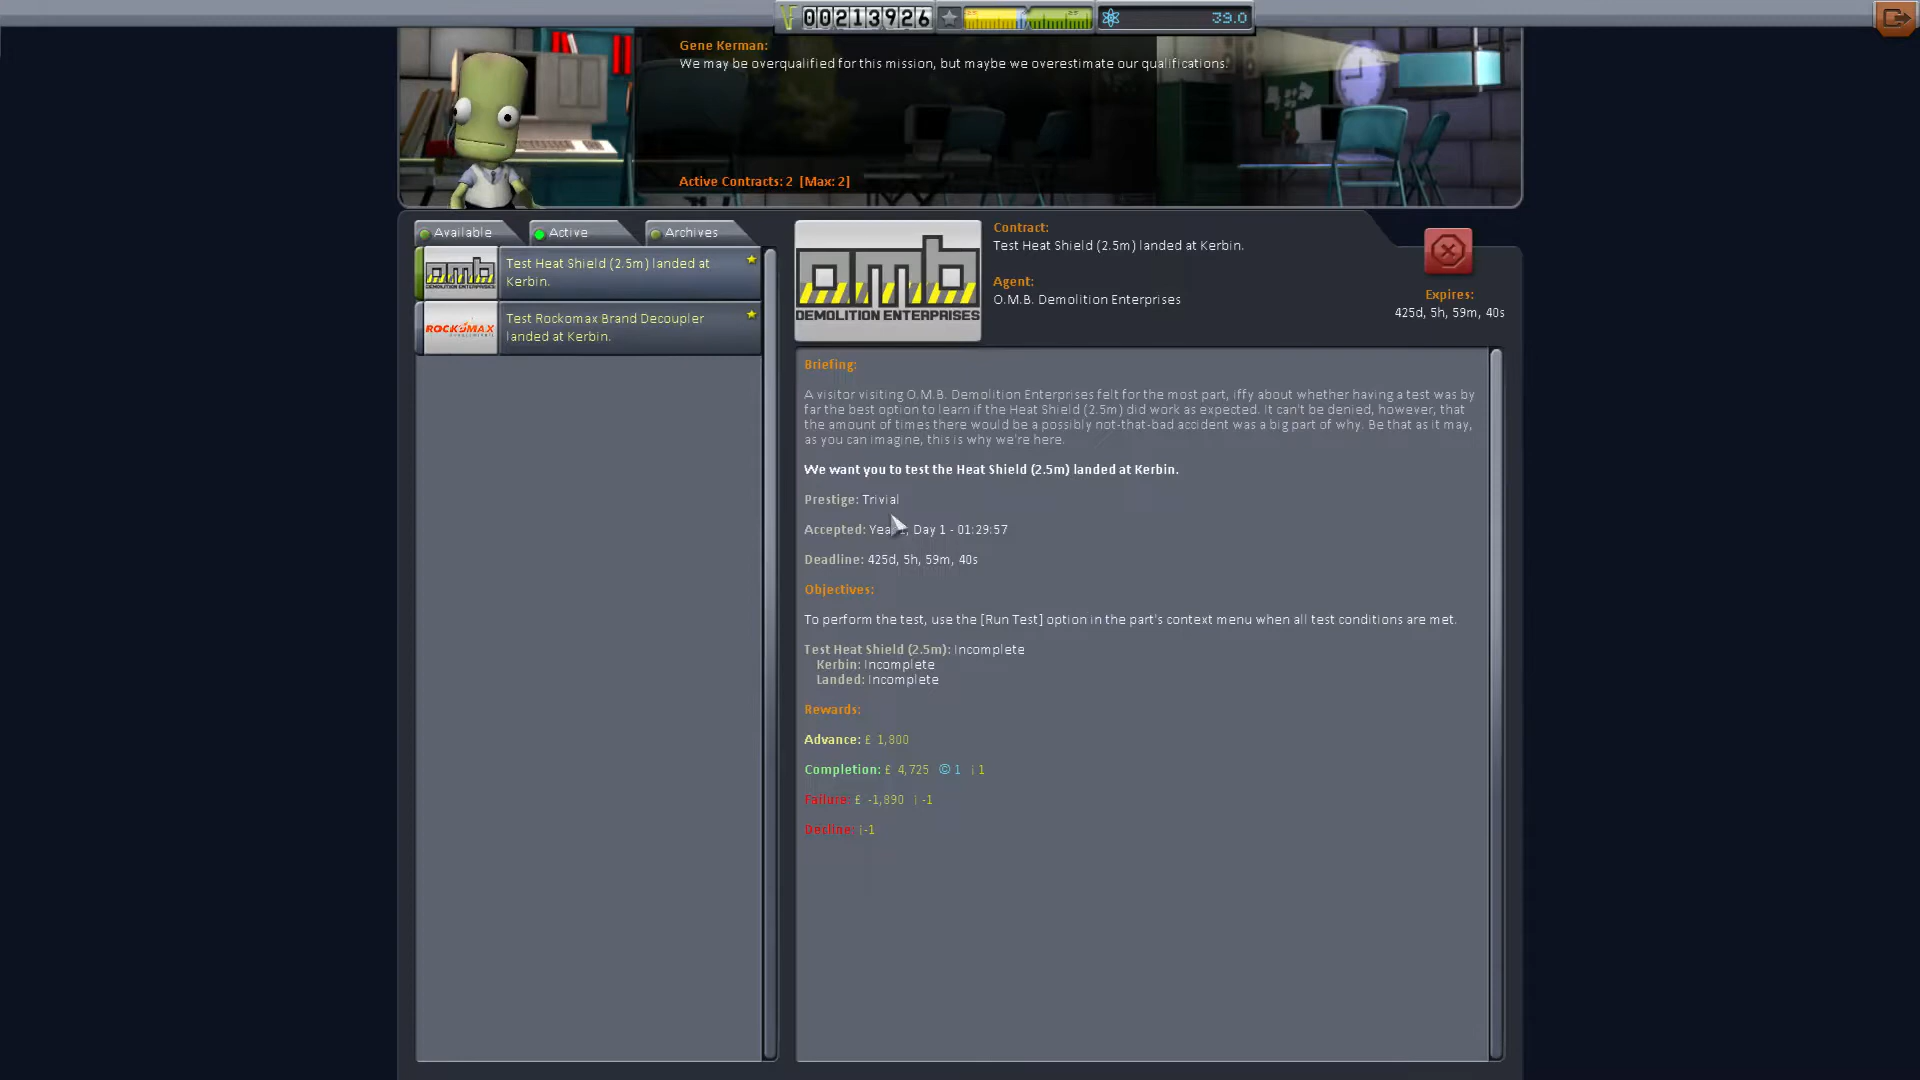 00213926
39.0
Gene Kerman:
We may be overqualified for this mission, but maybe we overestimate our qualifications.
Active Contracts: 2 [Max: 2]
Available
Active
Archives
omb
DEMOLITION ENTERPRISES
Test Heat Shield (2.5m) landed at
Kerbin.
ROCKOMAX
Test Rockomax Brand Decoupler
landed at Kerbin.
omb
DEMOLITION ENTERPRISES
Contract:
Test Heat Shield (2.5m) landed at Kerbin.
Agent:
O.M.B. Demolition Enterprises
Expires:
425d, 5h, 59m, 40s
Briefing:
A visitor visiting O.M.B. Demolition Enterprises felt for the most part, iffy about whether having a test was by
far the best option to learn if the Heat Shield (2.5m) did work as expected. It can't be denied, however, that
the amount of times there would be a possibly not-that-bad accident was a big part of why. Be that as it may,
as you can imagine, this is why we're here.
We want you to test the Heat Shield (2.5m) landed at Kerbin.
Prestige: Trivial
Accepted: Day 1 - 01:29:57
Deadline: 425d, 5h, 59m, 40s
Objectives:
To perform the test, use the [Run Test] option in the part's context menu when all test conditions are met.
Test Heat Shield (2.5m): Incomplete
Kerbin: Incomplete
Landed: Incomplete
Rewards:
Advance: £ 1,800
Completion: £ 4,725 © 1 ¡ 1
Failure: £ -1,890 ¡ -1
Decline: ¡ -1